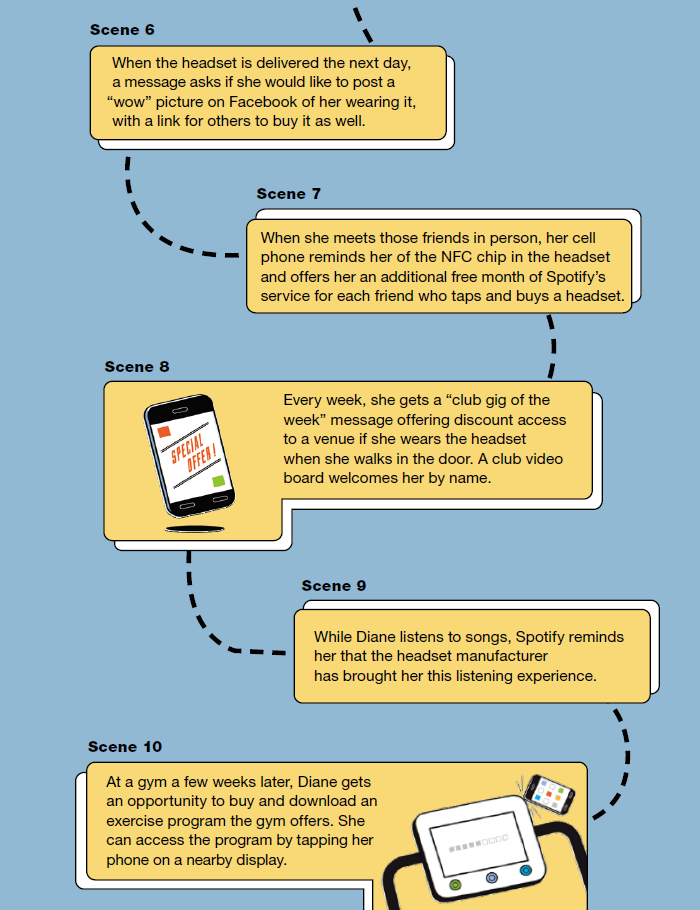 Scene 6
When the headset is delivered the next day,
a message asks if she would like to post a
“wow” picture on Facebook of her wearing it,
with a link for others to buy it as well.
Scene 7
When she meets those friends in person, her cell
phone reminds her of the NFC chip in the headset
and offers her an additional free month of Spotify’s
service for each friend who taps and buys a headset.
Scene 8
SPECIAL
OFFER!
Every week, she gets a “club gig of the
week” message offering discount access
to a venue if she wears the headset
when she walks in the door. A club video
board welcomes her by name.
Scene 9
While Diane listens to songs, Spotify reminds
her that the headset manufacturer
has brought her this listening experience.
Scene 10
At a gym a few weeks later, Diane gets
an opportunity to buy and download an
exercise program the gym offers. She
can access the program by tapping her
phone on a nearby display.